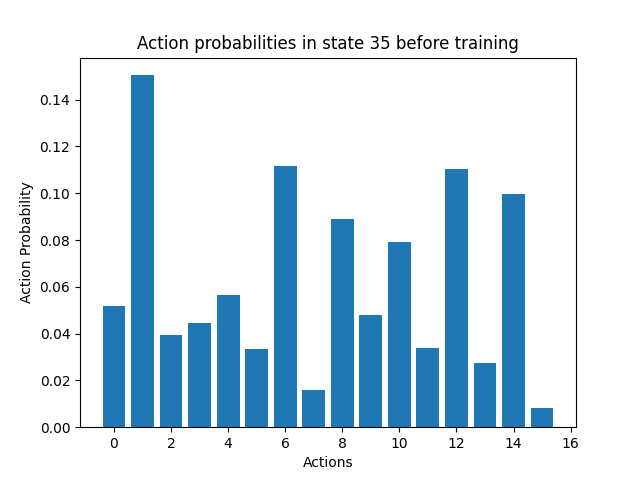 Action probabilities in state 35 before training
0.14
0.12
0.10
0.08
0.06
0.04
0.02
0.00
Action Probability
0 2 4 6 8 10 12 14 16
Actions